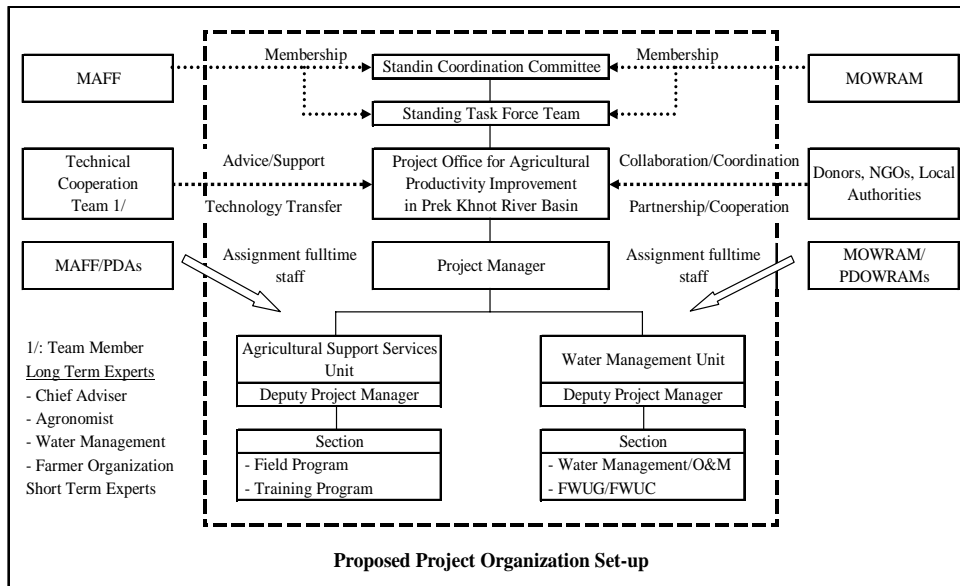 Membership
Membership
MAFF
Standin Coordination Committee
MOWRAM
Standing Task Force Team
Technical
Cooperation
Team 1/
Advice/Support
Technology Transfer
Project Office for Agricultural
Productivity Improvement
in Prek Khnot River Basin
Collaboration/Coordination
Partnership/Cooperation
Donors, NGOs, Local
Authorities
MAFF/PDAs
Assignment fulltime
staff
Project Manager
Assignment fulltime
staff
MOWRAM/
PDOWRAMs
Agricultural Support Services
Unit
Deputy Project Manager
Water Management Unit
Deputy Project Manager
Section
- Field Program
- Training Program
Section
- Water Management/O&M
- FWUG/FWUC
1/: Team Member
Long Term Experts
- Chief Adviser
- Agronomist
- Water Management
- Farmer Organization
Short Term Experts
Proposed Project Organization Set-up